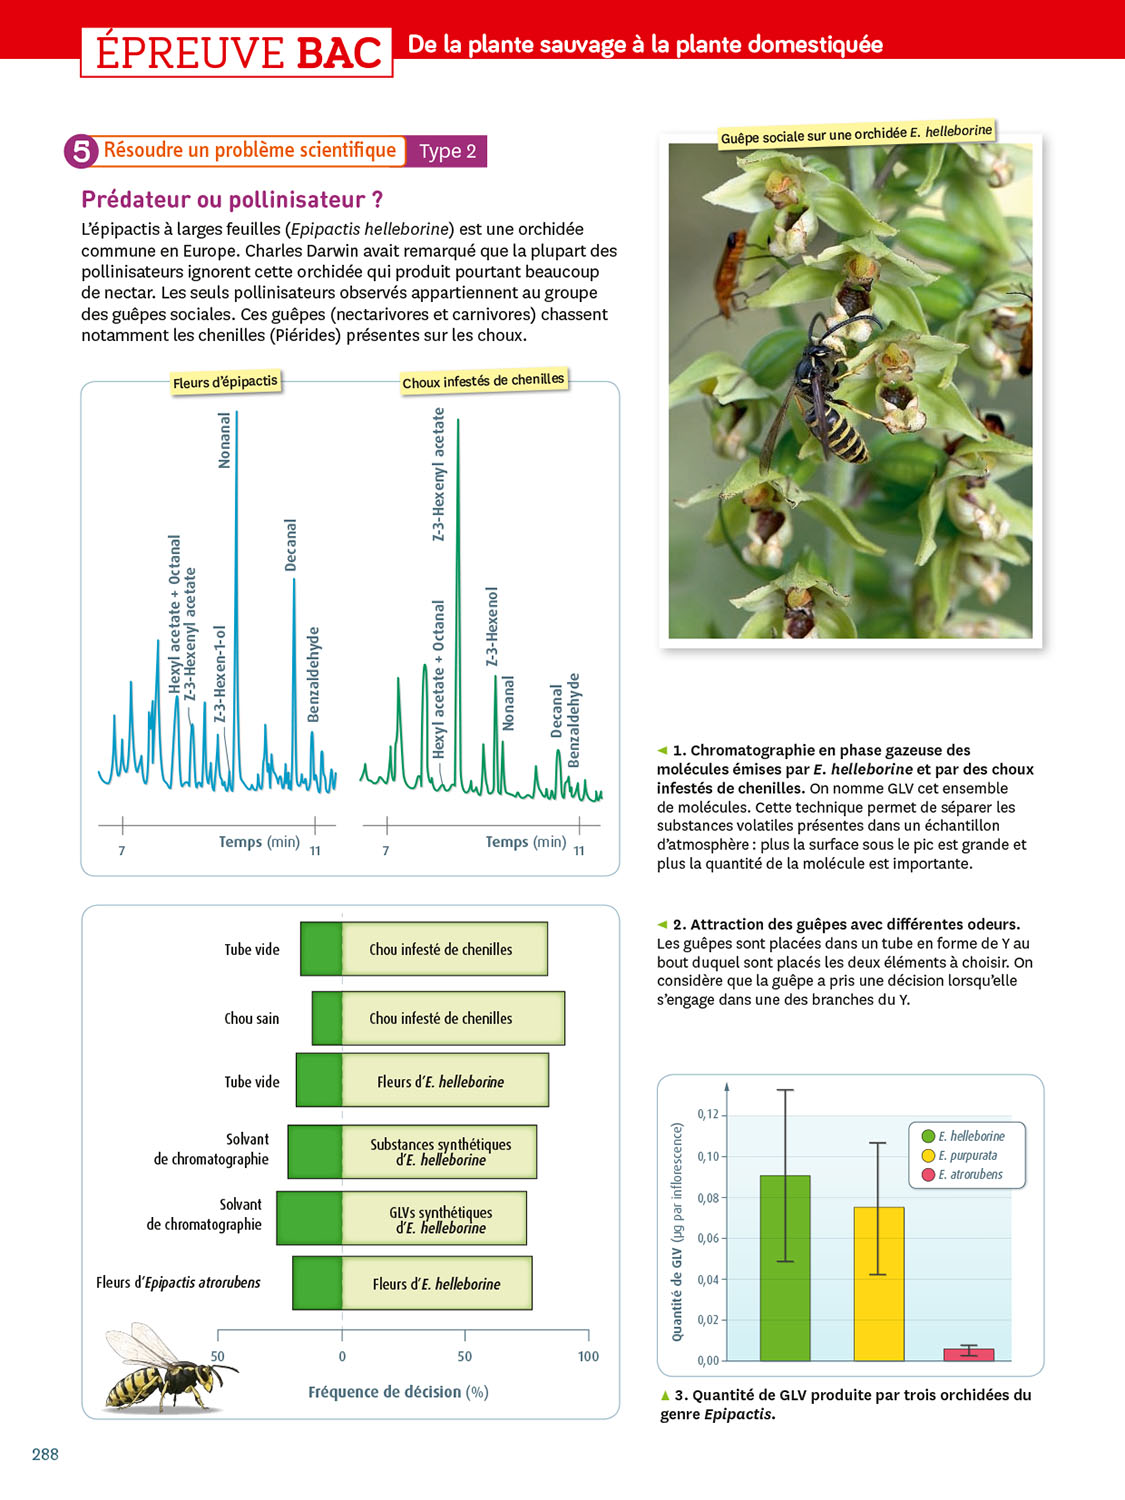 ÉPREUVE BAC
De la plante sauvage à la plante domestiquée
5 Résoudre un problème scientifique Type 2
Prédateur ou pollinisateur ?
L’épipactis à larges feuilles (Epipactis helleborine) est une orchidée
commune en Europe. Charles Darwin avait remarqué que la plupart des
pollinisateurs ignorent cette orchidée qui produit pourtant beaucoup
de nectar. Les seuls pollinisateurs observés appartiennent au groupe
des guêpes sociales. Ces guêpes (nectarivores et carnivores) chassent
notamment les chenilles (Piérides) présentes sur les choux.
Guêpe sociale sur une orchidée E. helleborine
Fleurs d’épipactis
Hexyl acetate + Octanal
Z-3-Hexenyl acetate
Z-3-Hexen-1-ol
Nonanal
Decanal
Benzaldehyde
7
Temps (min)
11
Choux infestés de chenilles
Hexyl acetate + Octanal
Z-3-Hexenyl acetate
Z-3-Hexenol
Nonanal
Decanal
Benzaldehyde
7
Temps (min)
11
1. Chromatographie en phase gazeuse des
molécules émises par E. helleborine et par des choux
infestés de chenilles. On nomme GLV cet ensemble
de molécules. Cette technique permet de séparer les
substances volatiles présentes dans un échantillon
d’atmosphère : plus la surface sous le pic est grande et
plus la quantité de la molécule est importante.
Tube vide
Chou infesté de chenilles
Chou sain
Chou infesté de chenilles
Tube vide
Fleurs d’E. helleborine
Solvant
de chromatographie
Substances synthétiques
d’E. helleborine
Solvant
de chromatographie
GLVs synthétiques
d’E. helleborine
Fleurs d’Epipactis atrorubens
Fleurs d’E. helleborine
50
0
50
100
Fréquence de décision (%)
2. Attraction des guêpes avec différentes odeurs.
Les guêpes sont placées dans un tube en forme de Y au
bout duquel sont placés les deux éléments à choisir. On
considère que la guêpe a pris une décision lorsqu’elle
s’engage dans une des branches du Y.
Quantité de GLV (µg par inflorescence)
0,12
0,10
0,08
0,06
0,04
0,02
0,00
E. helleborine
E. purpurata
E. atrorubens
3. Quantité de GLV produite par trois orchidées du
genre Epipactis.
288